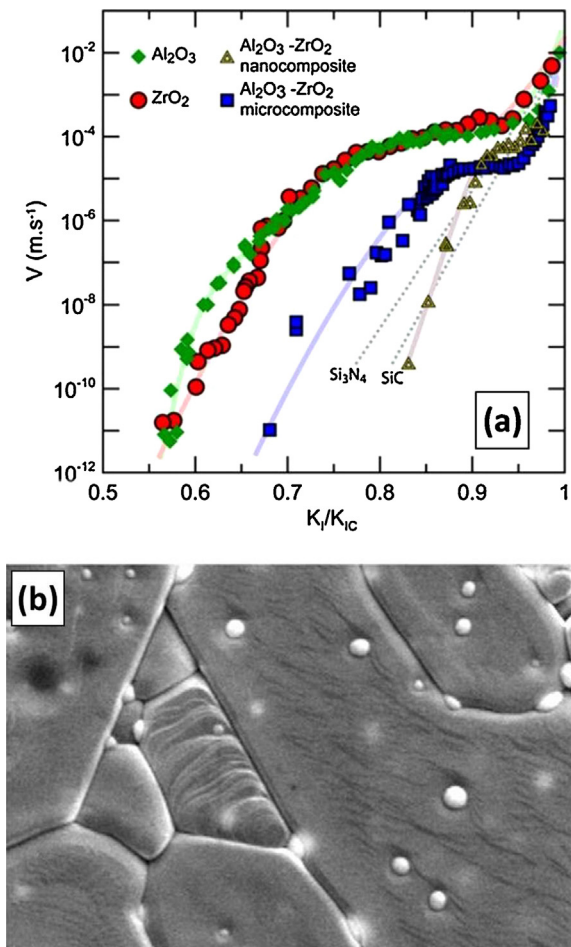 Al2O3
ZrO2
Al2O3 -ZrO2
nanocomposite
Al2O3 -ZrO2
microcomposite
10-2
10-4
10-6
10-8
10-10
10-12
V (m.s-1)
Si3N4
SiC
(a)
0.5 0.6 0.7 0.8 0.9 1
KI/KIC
(b)